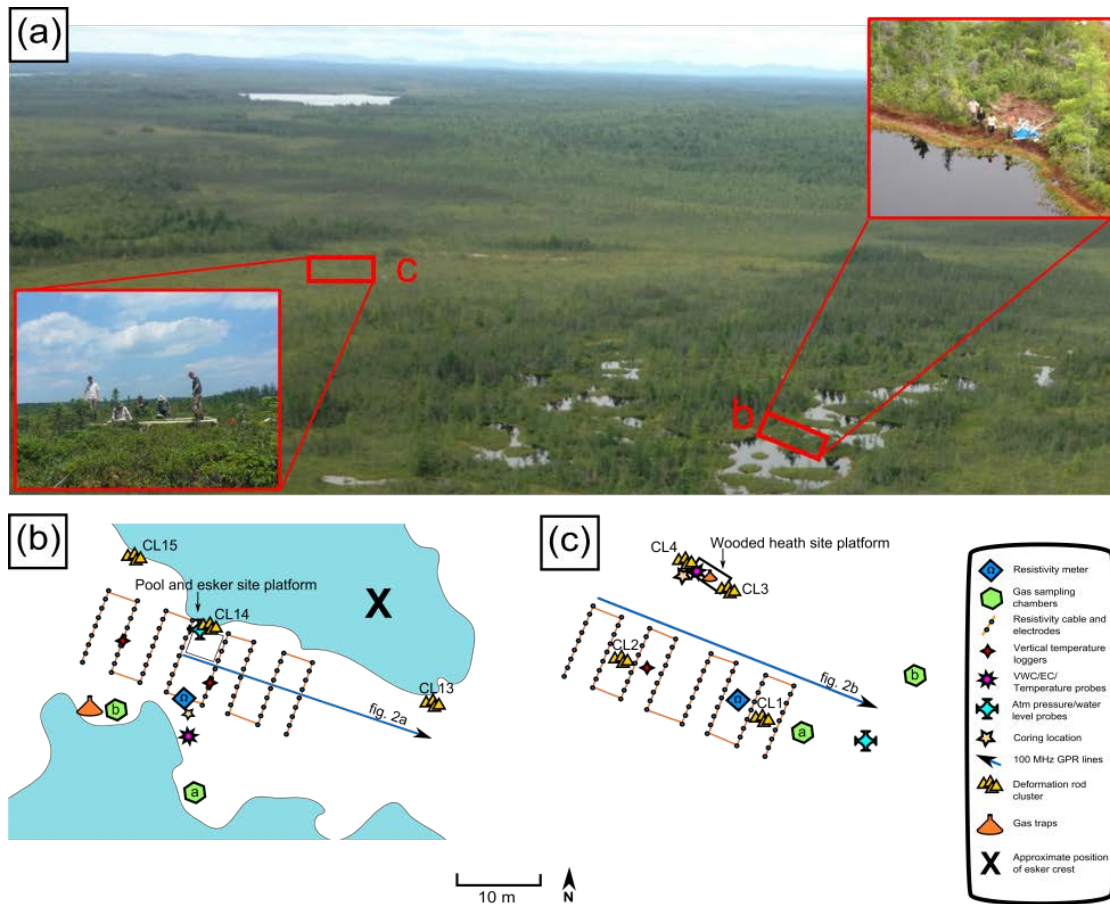 (a)
c
b
(b)
CL15
Pool and esker site platform
CL14
X
CL13
Ω
fig. 2a
b
a
(c)
CL4
Wooded heath site platform
CL3
CL2
fig. 2b
b
Ω
CL1
a
10 m
N
Ω
Resistivity meter
Gas sampling
chambers
Resistivity cable and
electrodes
Vertical temperature
loggers
VWC/EC/
Temperature probes
Atm pressure/water
level probes
Coring location
100 MHz GPR lines
Deformation rod
cluster
Gas traps
X
Approximate position
of esker crest